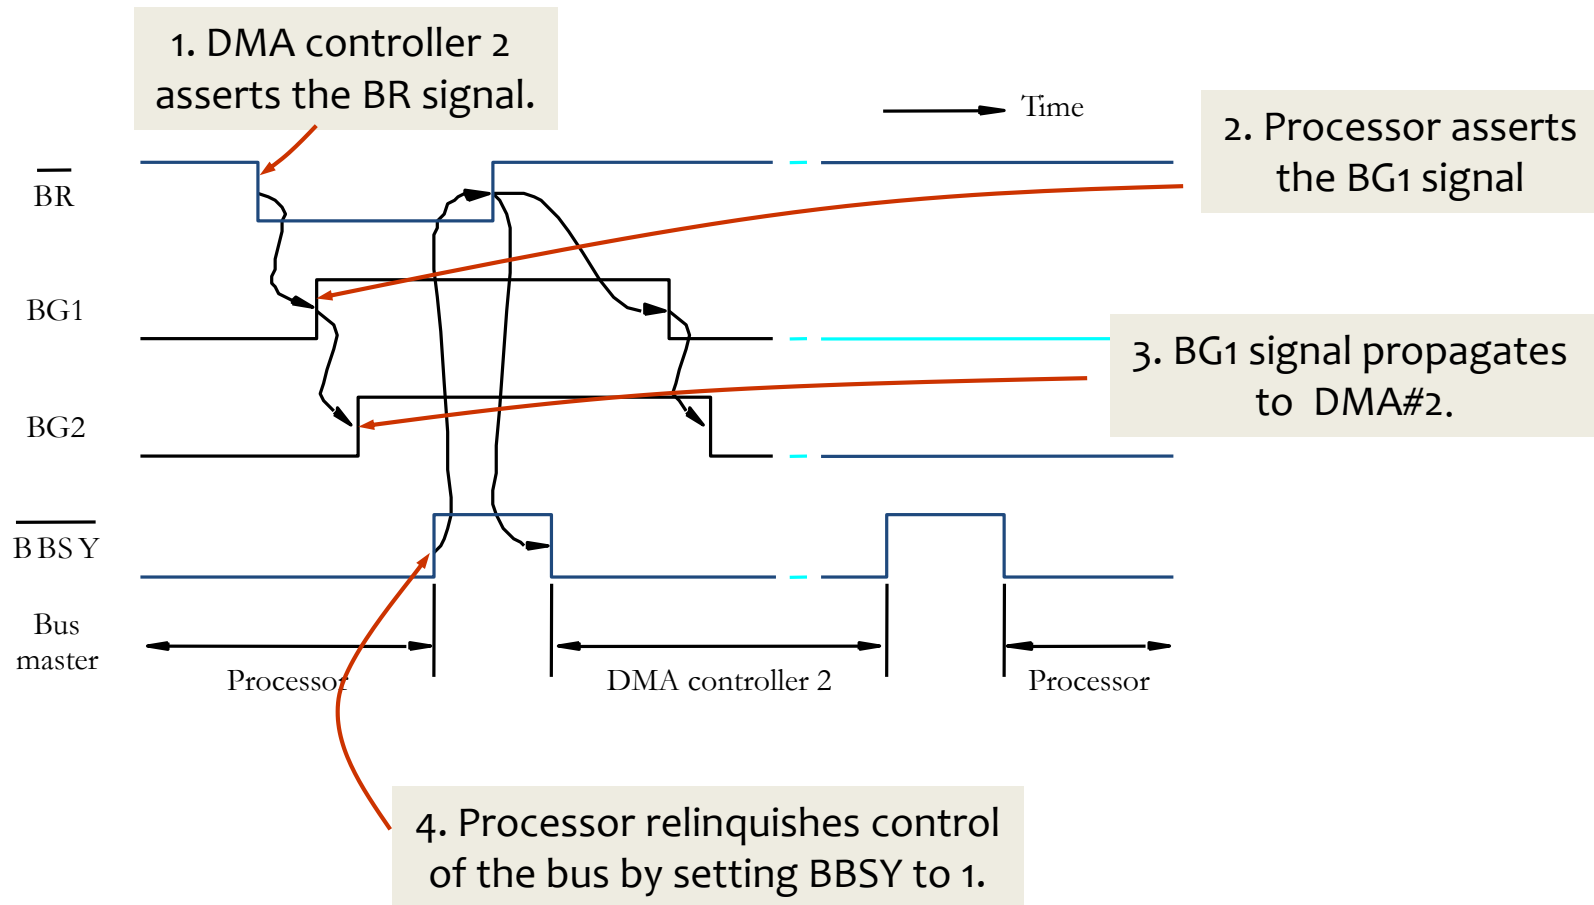 1. DMA controller 2
asserts the BR signal.
Time
2. Processor asserts
the BG1 signal
BR
BG1
3. BG1 signal propagates
to DMA#2.
BG2
BBSY
Bus
master
Processor
DMA controller 2
Processor
4. Processor relinquishes control
of the bus by setting BBSY to 1.